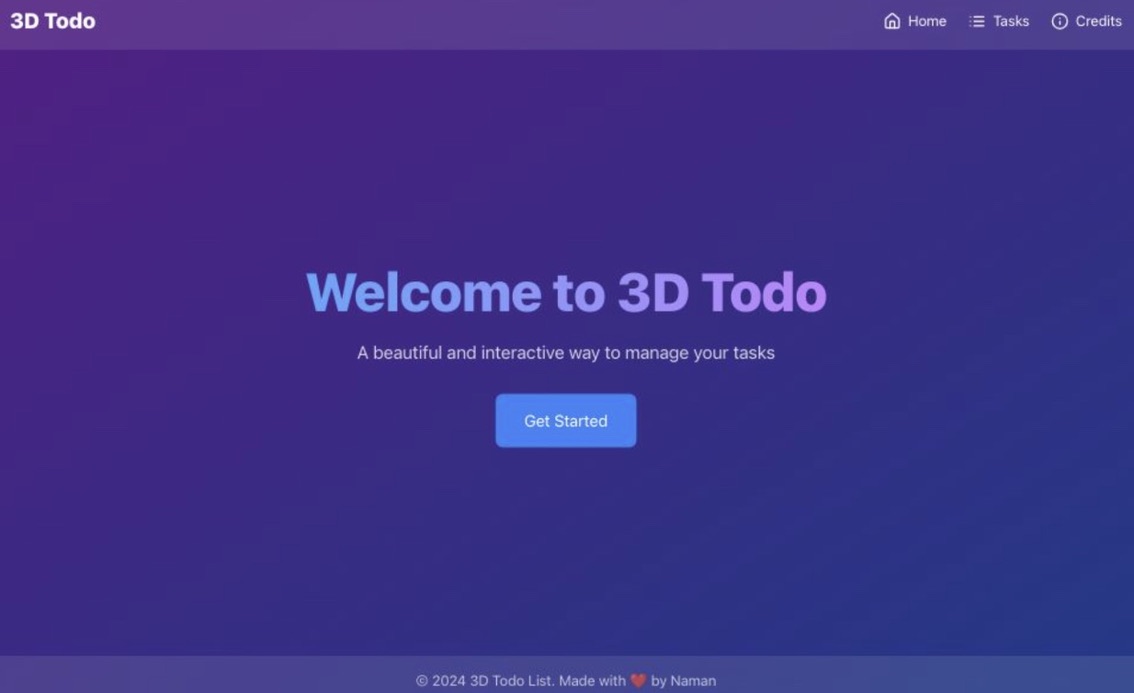 3D Todo
Home
Tasks
Credits
Welcome to 3D Todo
A beautiful and interactive way to manage your tasks
Get Started
© 2024 3D Todo List. Made with ❤️ by Naman